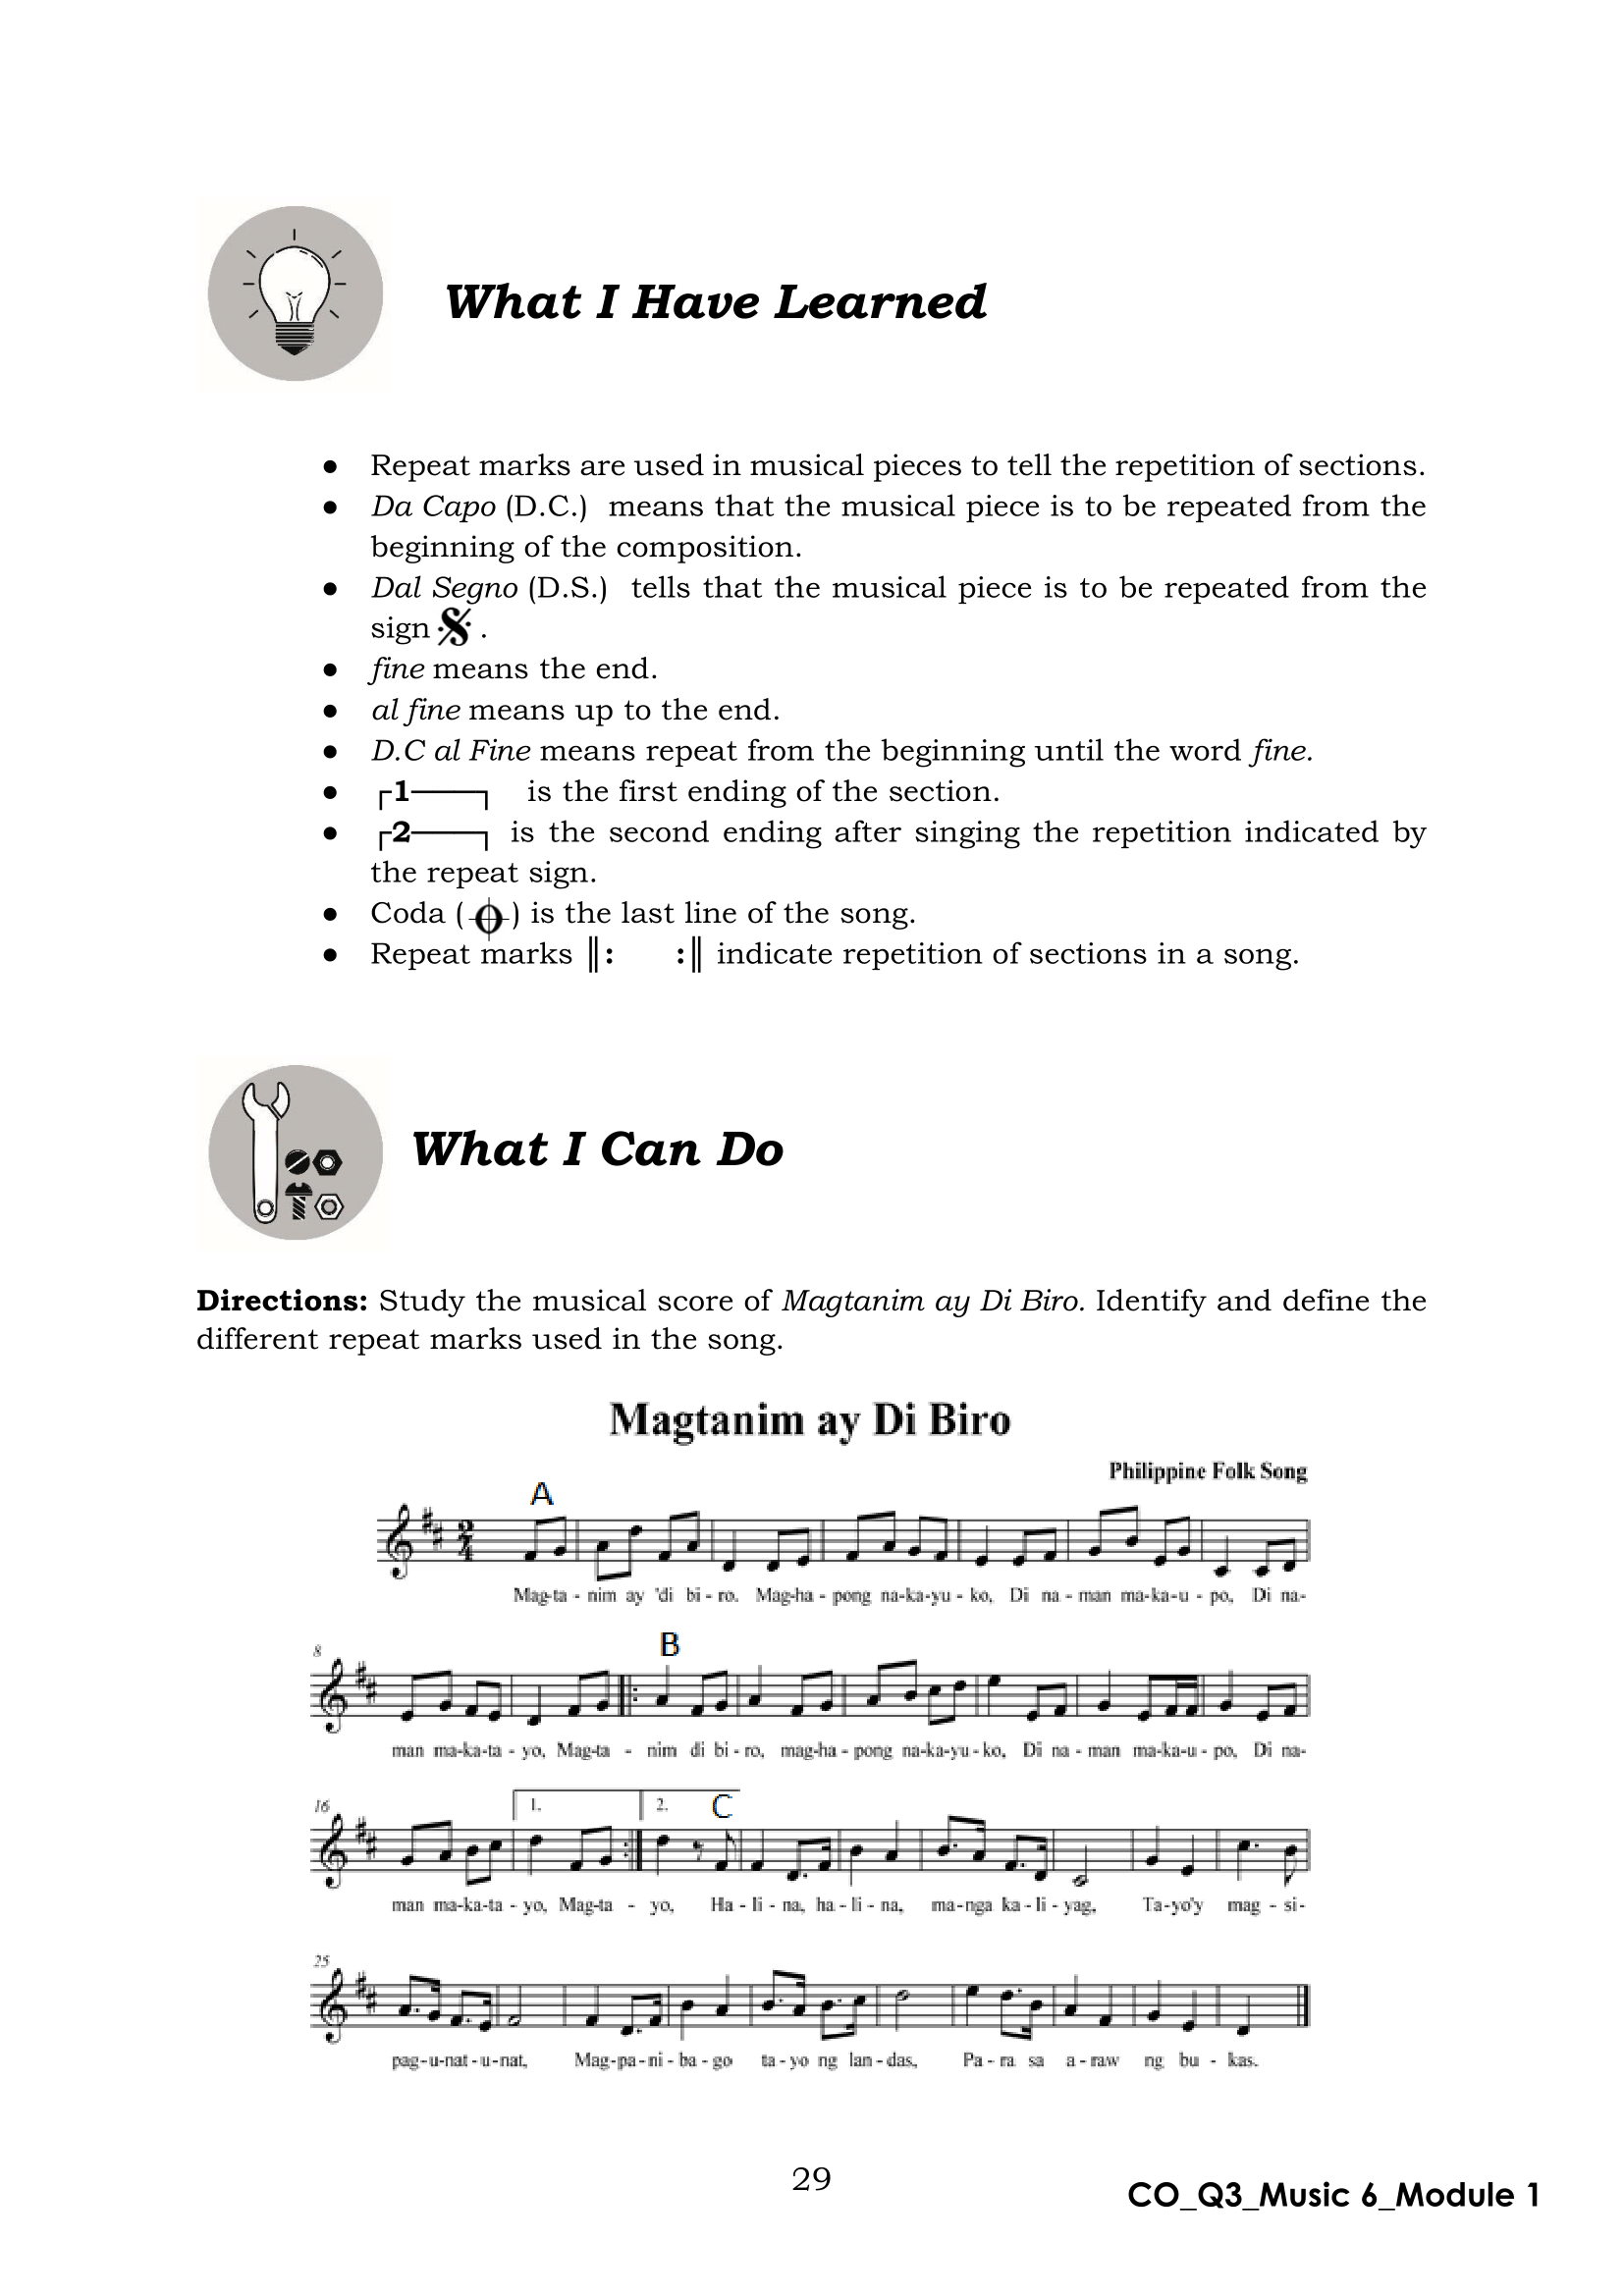 What I Have Learned
● Repeat marks are used in musical pieces to tell the repetition of sections.
● Da Capo (D.C.) means that the musical piece is to be repeated from the
beginning of the composition.
● Dal Segno (D.S.) tells that the musical piece is to be repeated from the
sign 𝄋 .
● fine means the end.
● al fine means up to the end.
● D.C al Fine means repeat from the beginning until the word fine.
● ┌1───┐ is the first ending of the section.
● ┌2───┐ is the second ending after singing the repetition indicated by
the repeat sign.
● Coda ( 𝄌 ) is the last line of the song.
● Repeat marks ║: :║ indicate repetition of sections in a song.
What I Can Do
Directions: Study the musical score of Magtanim ay Di Biro. Identify and define the
different repeat marks used in the song.
Magtanim ay Di Biro
Philippine Folk Song
A
2/4
Mag-ta - nim ay 'di bi - ro. Mag-ha - pong na-ka-yu - ko, Di na - man ma-ka-u - po, Di na-
8
B
man ma-ka-ta - yo, Mag-ta - nim di bi - ro, mag-ha - pong na-ka-yu - ko, Di na - man ma-ka-u - po, Di na-
16
1. 2. C
man ma-ka-ta - yo, Mag-ta - yo, Ha - li - na, ha - li - na, ma-nga ka - li - yag, Ta-yo'y mag - si-
25
pag-u-nat-u-nat, Mag-pa-ni-ba-go ta-yo ng lan-das, Pa-ra sa a-raw ng bu-kas.
29
CO_Q3_Music 6_Module 1